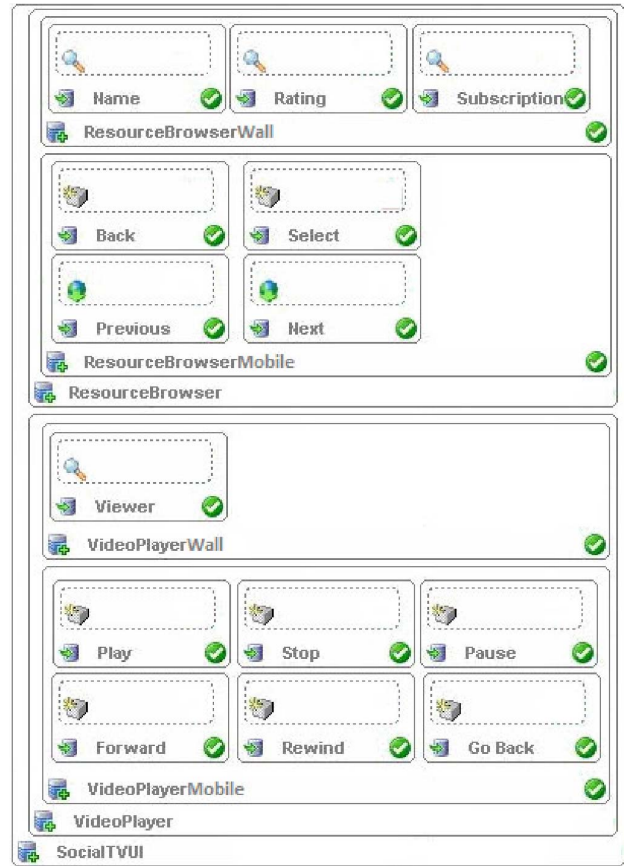 Name Rating Subscription
ResourceBrowserWall
Back Select
Previous Next
ResourceBrowserMobile
ResourceBrowser
Viewer
VideoPlayerWall
Play Stop Pause
Forward Rewind Go Back
VideoPlayerMobile
VideoPlayer
SocialTVUI